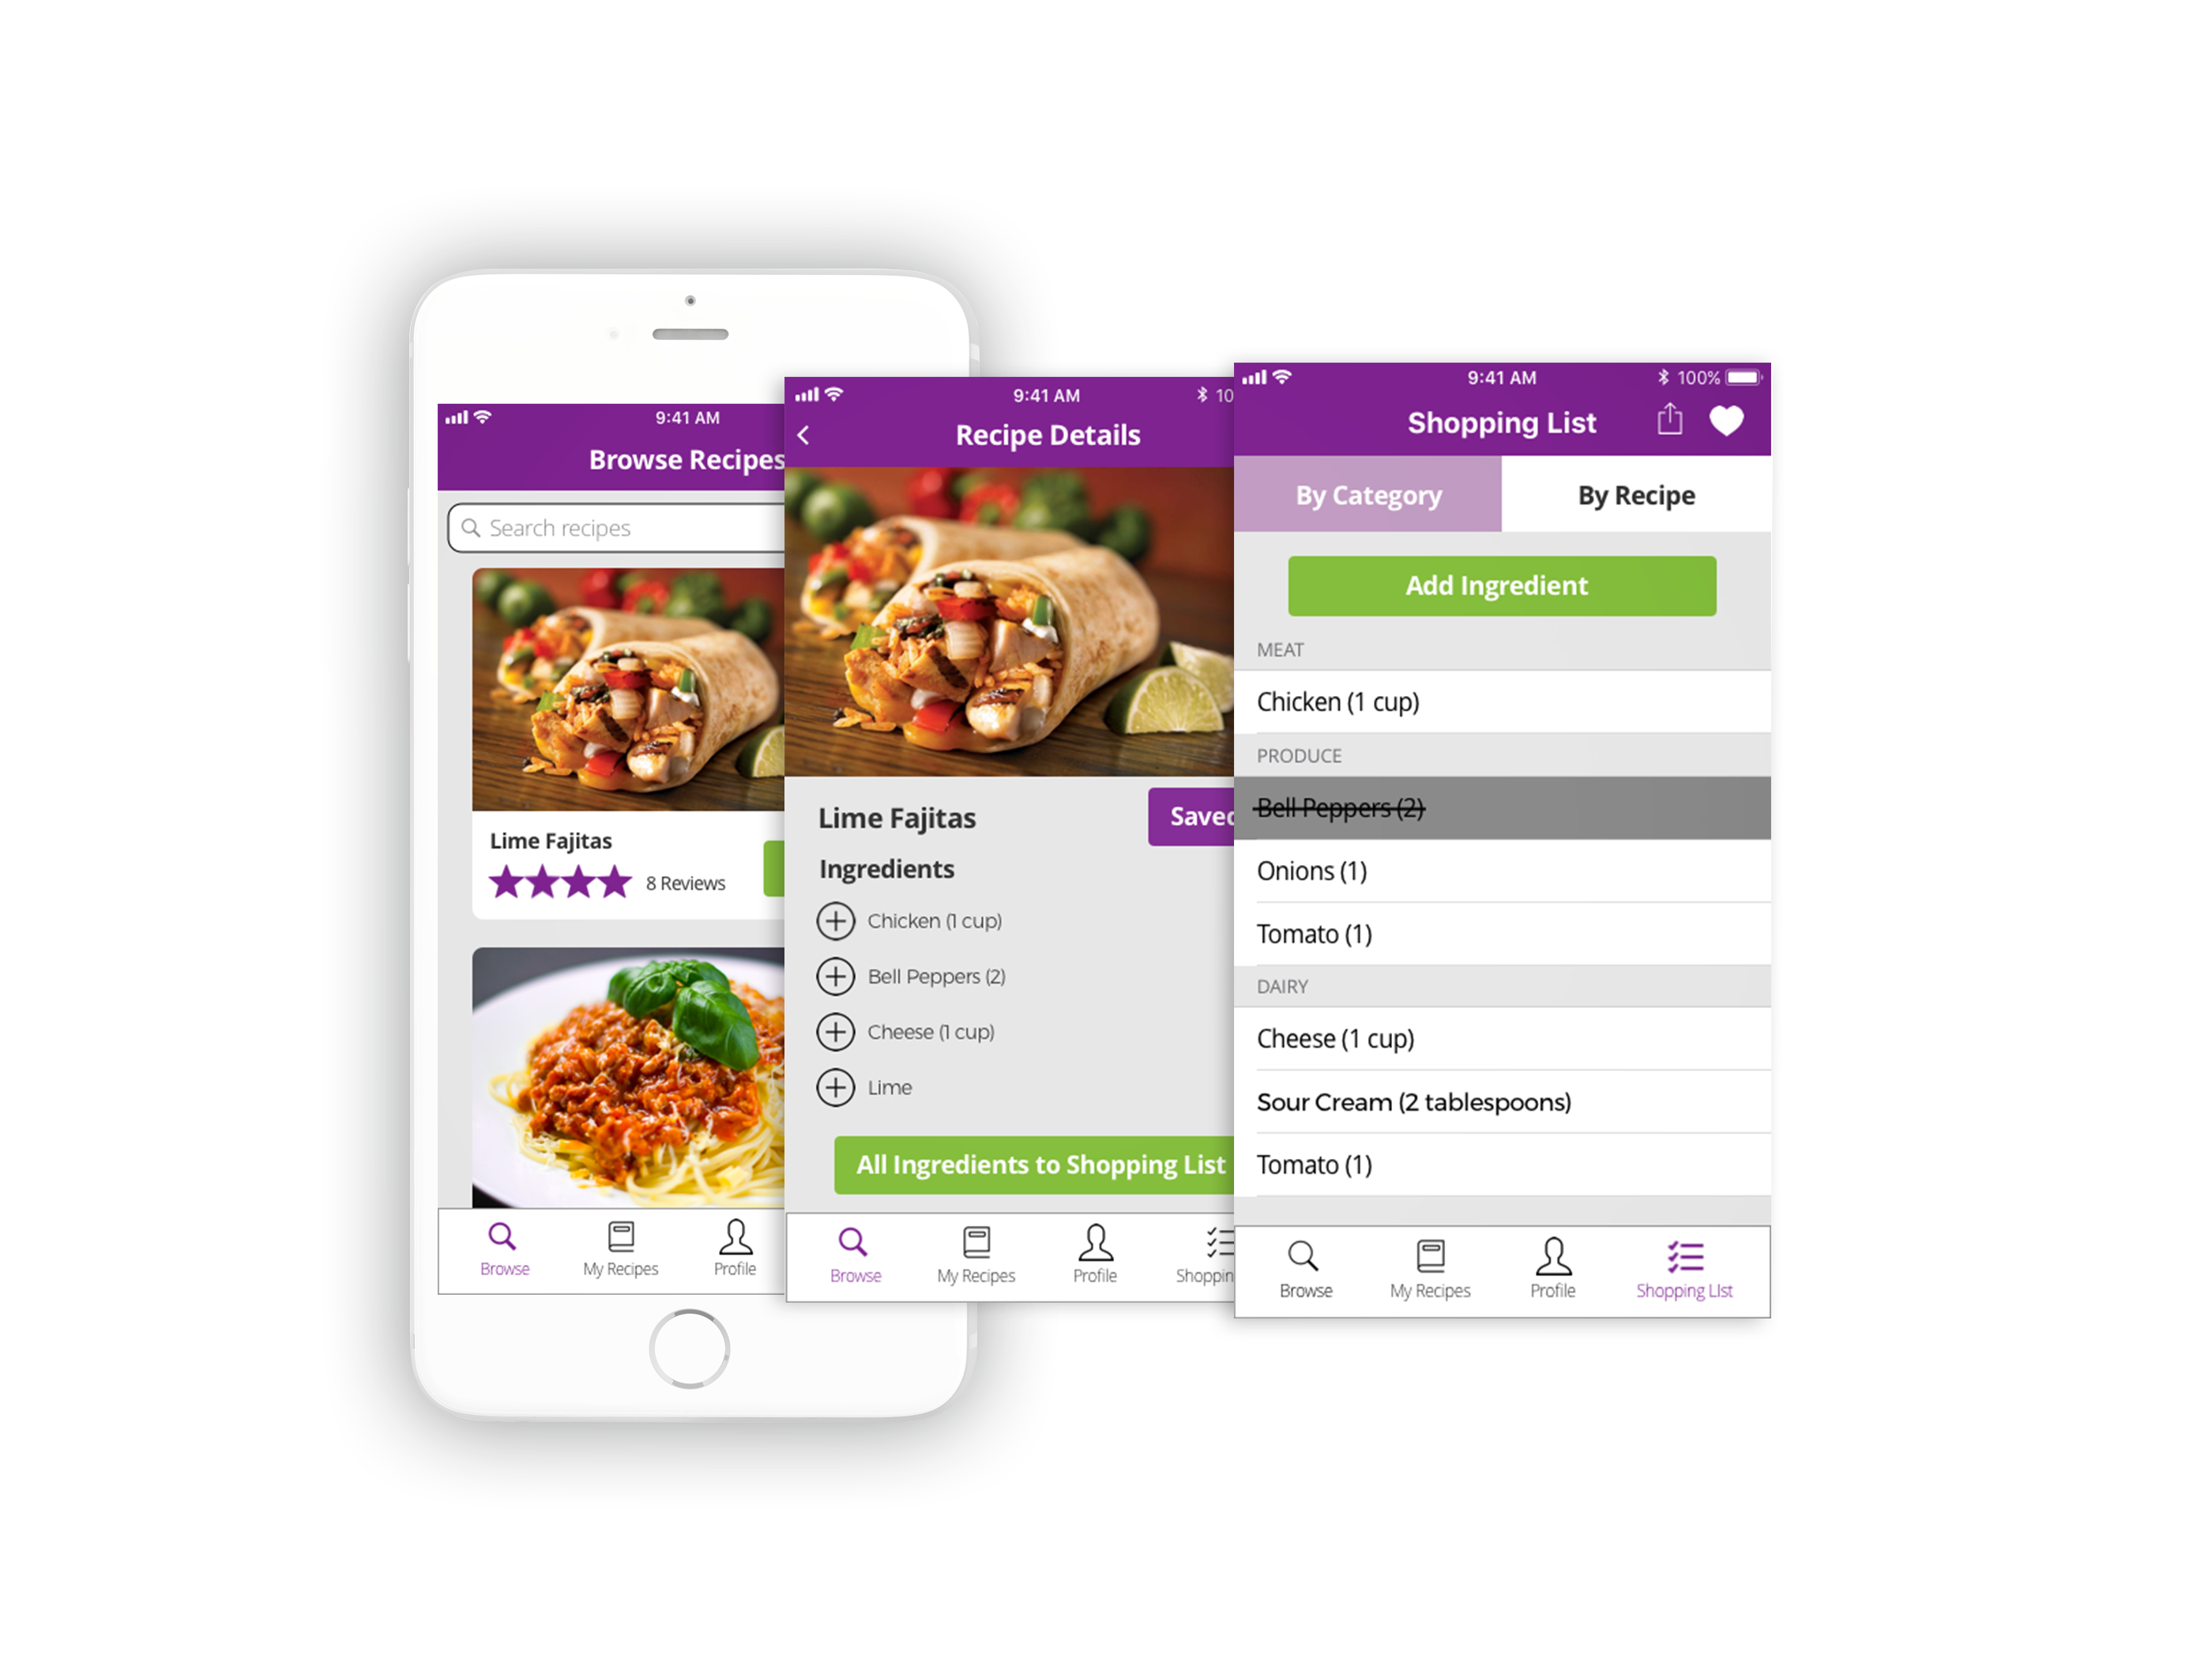 9:41 AM
Browse Recipes
Search recipes
Lime Fajitas
8 Reviews
Browse
My Recipes
Profile
9:41 AM
10
Recipe Details
Lime Fajitas
Saved
Ingredients
Chicken (1 cup)
Bell Peppers (2)
Cheese (1 cup)
Lime
All Ingredients to Shopping List
Browse
My Recipes
Profile
Shoppin
9:41 AM
100%
Shopping List
By Category
By Recipe
Add Ingredient
MEAT
Chicken (1 cup)
PRODUCE
Bell Peppers (2)
Onions (1)
Tomato (1)
DAIRY
Cheese (1 cup)
Sour Cream (2 tablespoons)
Tomato (1)
Browse
My Recipes
Profile
Shopping LIst